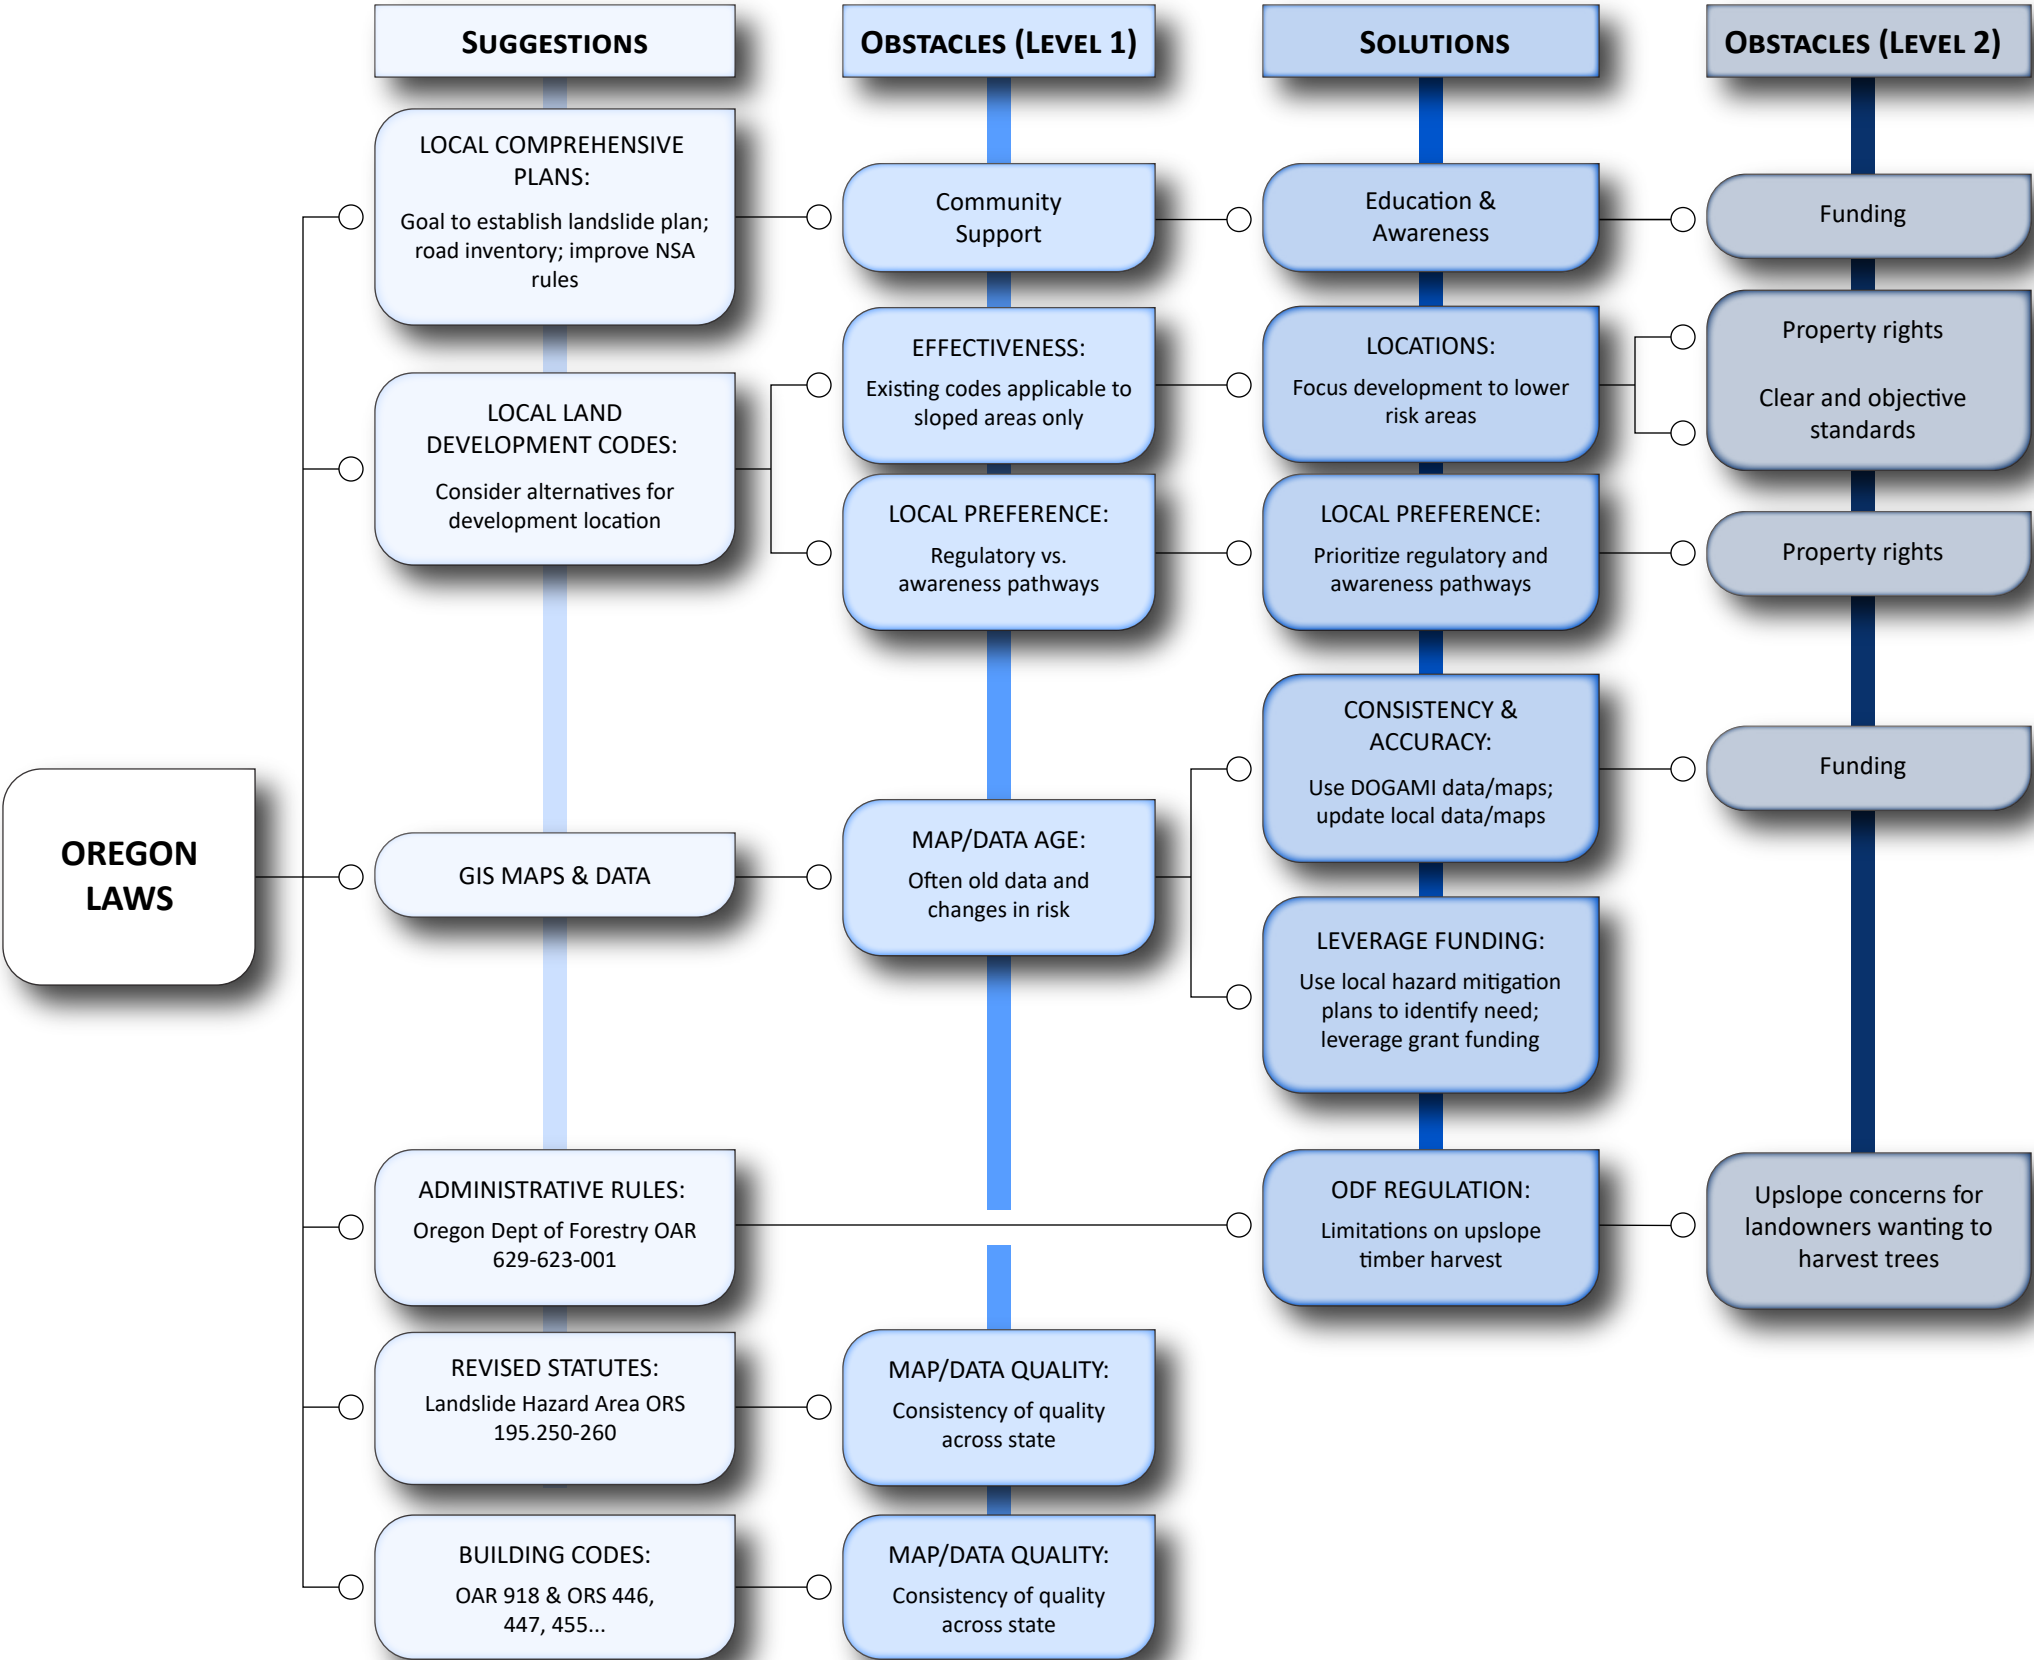 SUGGESTIONS
OBSTACLES (LEVEL 1)
SOLUTIONS
OBSTACLES (LEVEL 2)
OREGON
LAWS
LOCAL COMPREHENSIVE
PLANS:
Goal to establish landslide plan;
road inventory; improve NSA
rules
Community
Support
Education &
Awareness
Funding
LOCAL LAND
DEVELOPMENT CODES:
Consider alternatives for
development location
EFFECTIVENESS:
Existing codes applicable to
sloped areas only
LOCATIONS:
Focus development to lower
risk areas
Property rights
Clear and objective
standards
LOCAL PREFERENCE:
Regulatory vs.
awareness pathways
LOCAL PREFERENCE:
Prioritize regulatory and
awareness pathways
Property rights
GIS MAPS & DATA
MAP/DATA AGE:
Often old data and
changes in risk
CONSISTENCY &
ACCURACY:
Use DOGAMI data/maps;
update local data/maps
Funding
LEVERAGE FUNDING:
Use local hazard mitigation
plans to identify need;
leverage grant funding
ADMINISTRATIVE RULES:
Oregon Dept of Forestry OAR
629-623-001
ODF REGULATION:
Limitations on upslope
timber harvest
Upslope concerns for
landowners wanting to
harvest trees
REVISED STATUTES:
Landslide Hazard Area ORS
195.250-260
MAP/DATA QUALITY:
Consistency of quality
across state
BUILDING CODES:
OAR 918 & ORS 446,
447, 455...
MAP/DATA QUALITY:
Consistency of quality
across state